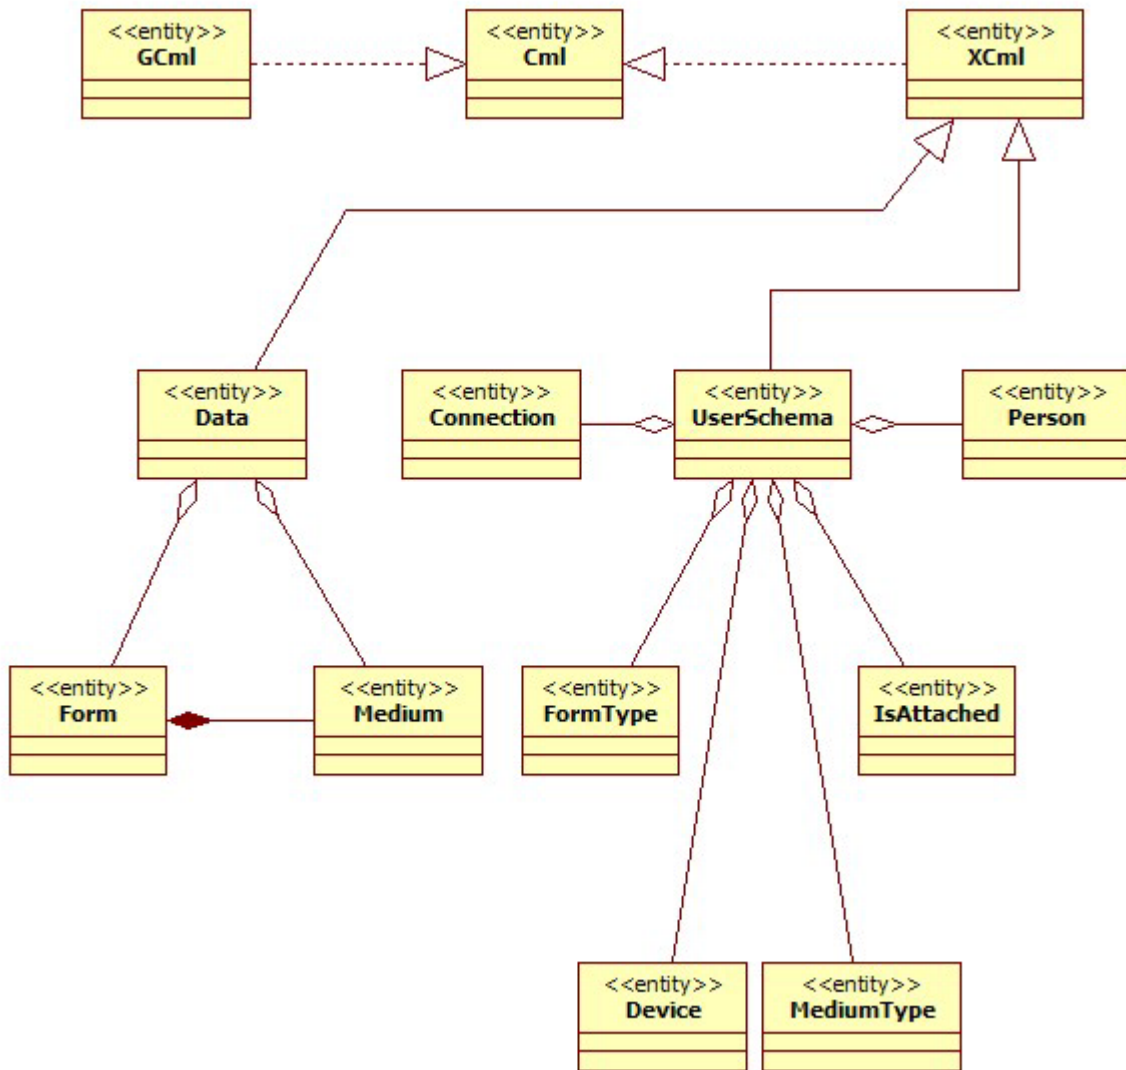 <<entity>>
GCml
<<entity>>
Cml
<<entity>>
XCml
<<entity>>
Data
<<entity>>
Connection
<<entity>>
UserSchema
<<entity>>
Person
<<entity>>
Form
<<entity>>
Medium
<<entity>>
FormType
<<entity>>
IsAttached
<<entity>>
Device
<<entity>>
MediumType